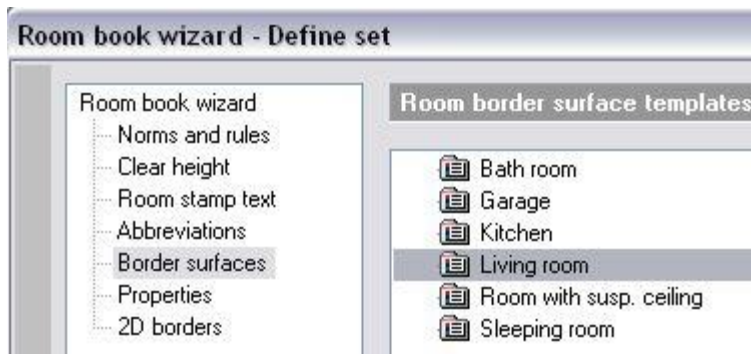 Room book wizard - Define set
Room book wizard
Norms and rules
Clear height
Room stamp text
Abbreviations
Border surfaces
Properties
2D borders
Room border surface templates
Bath room
Garage
Kitchen
Living room
Room with susp. ceiling
Sleeping room